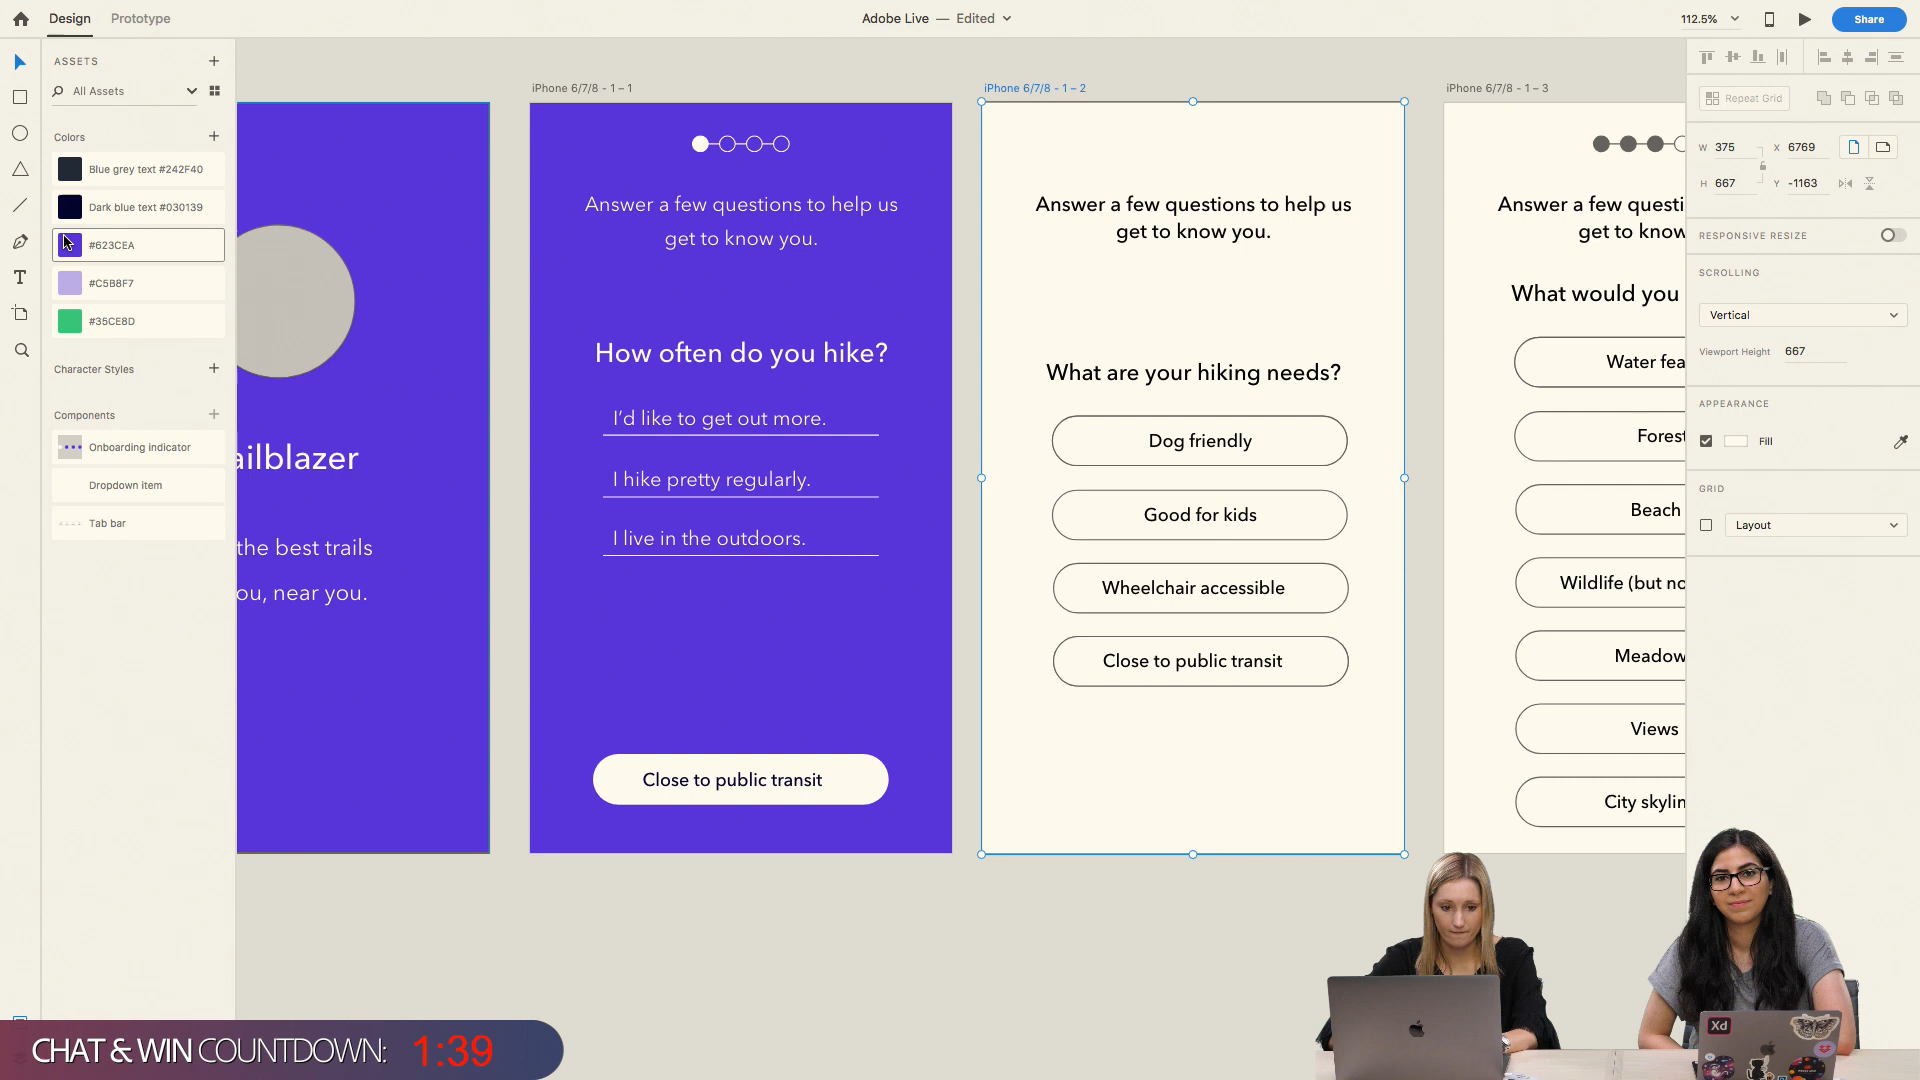 Design
Prototype
Adobe Live — Edited
112.5%
Share
ASSETS
All Assets
Colors
Blue grey text #242F40
Dark blue text #030139
#623CEA
#C5B8F7
#35CE8D
Character Styles
Components
Onboarding indicator
Dropdown item
Tab bar
ailblazer
the best trails
ou, near you.
iPhone 6/7/8 - 1 – 1
Answer a few questions to help us
get to know you.
How often do you hike?
I’d like to get out more.
I hike pretty regularly.
I live in the outdoors.
Close to public transit
iPhone 6/7/8 - 1 – 2
Answer a few questions to help us
get to know you.
What are your hiking needs?
Dog friendly
Good for kids
Wheelchair accessible
Close to public transit
iPhone 6/7/8 - 1 – 3
Answer a few questi
get to know
What would you
Water fea
Forest
Beach
Wildlife (but no
Meadow
Views
City skylin
Repeat Grid
W 375 X 6769
H 667 Y -1163
RESPONSIVE RESIZE
SCROLLING
Vertical
Viewport Height 667
APPEARANCE
Fill
GRID
Layout
Xd
CHAT & WIN COUNTDOWN: 1:39